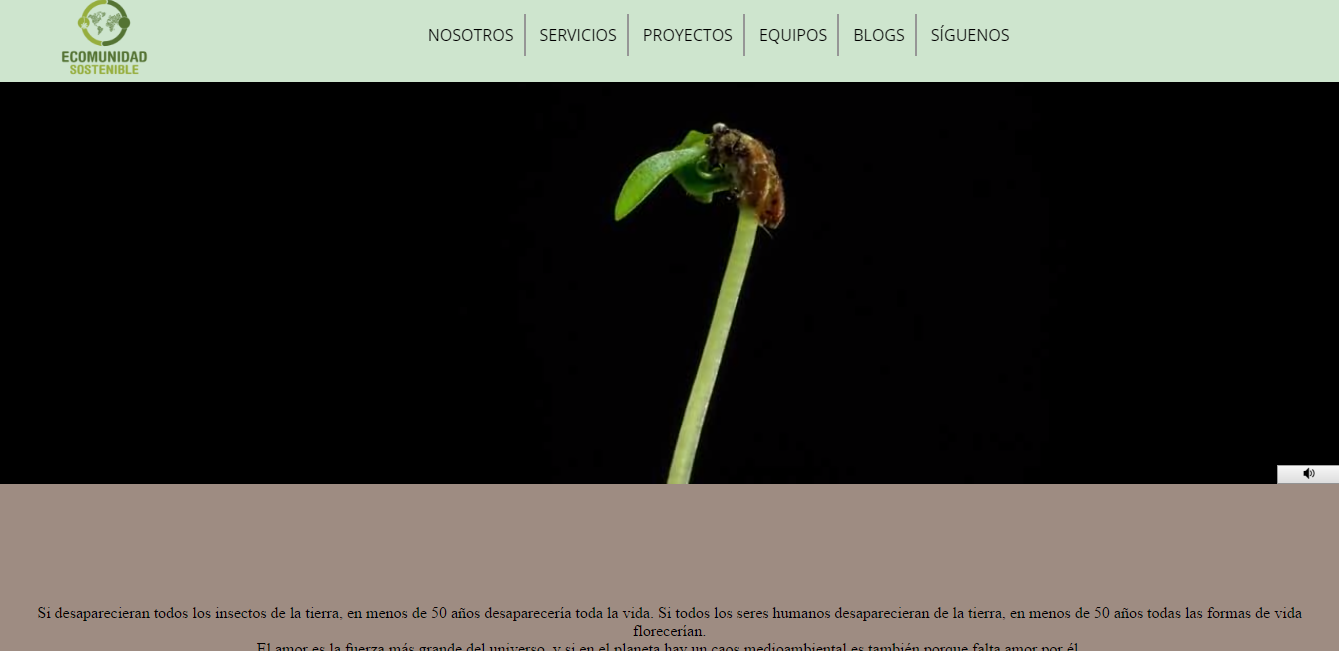 ECOMUNIDAD
SOSTENIBLE
NOSOTROS SERVICIOS PROYECTOS EQUIPOS BLOGS SÍGUENOS
Si desaparecieran todos los insectos de la tierra, en menos de 50 años desaparecería toda la vida. Si todos los seres humanos desaparecieran de la tierra, en menos de 50 años todas las formas de vida
florecerían.
El amor es la fuerza más grande del universo, y si en el planeta hay un caos medioambiental es también porque falta amor por él.